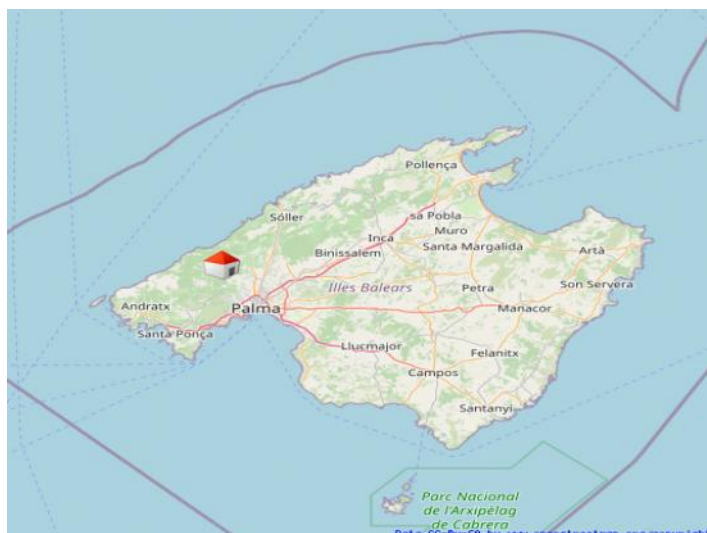 Pollença
sa Pobla
Sóller
Muro
Inca
Santa Margalida
Artà
Binissalem
Son Servera
Illes Balears
Petra
Andratx
Palma
Manacor
Santa Ponça
Llucmajor
Felanitx
Campos
Santanyí
Parc Nacional
de l'Arxipèlag
de Cabrera